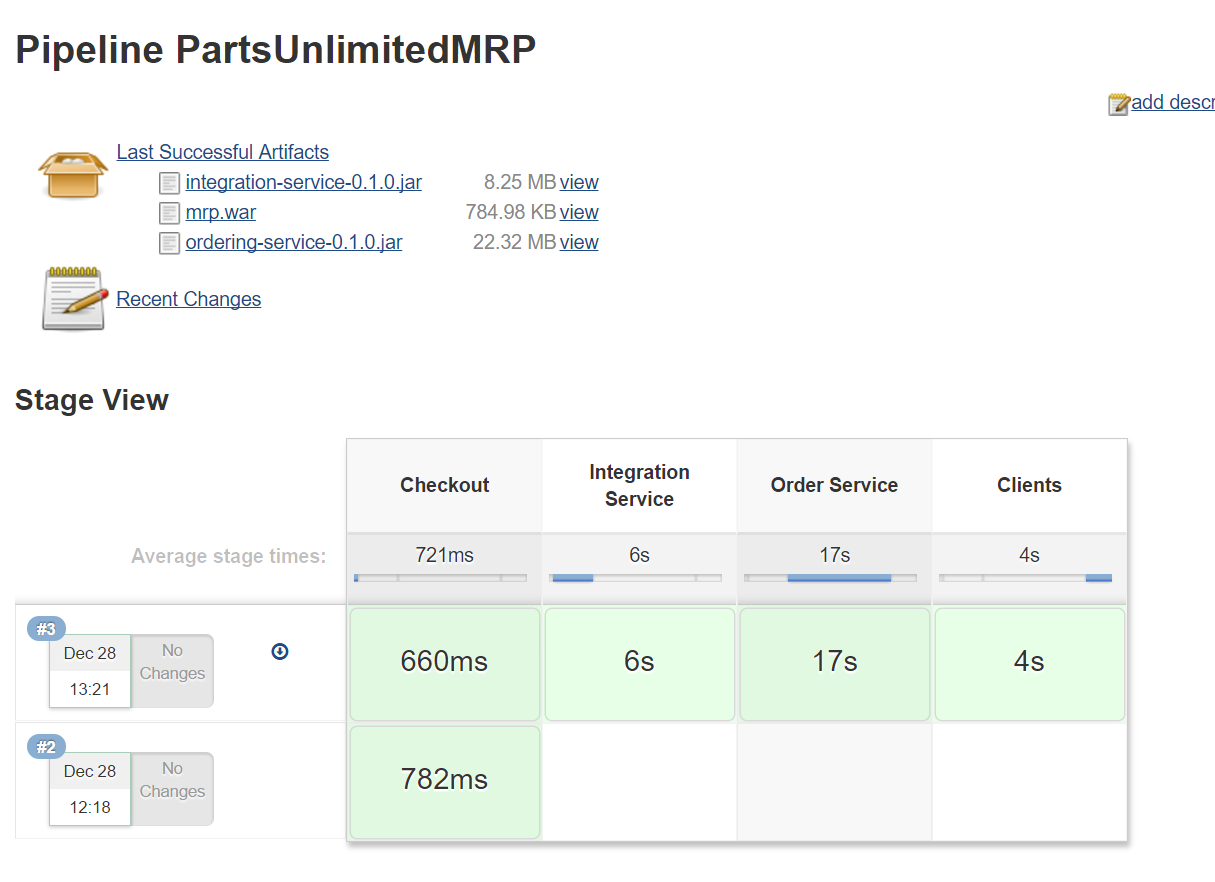 Pipeline PartsUnlimitedMRP
add descr
Last Successful Artifacts
integration-service-0.1.0.jar 8.25 MB view
mrp.war 784.98 KB view
ordering-service-0.1.0.jar 22.32 MB view
Recent Changes
Stage View
Checkout Integration Service Order Service Clients
Average stage times: 721ms 6s 17s 4s
#3
Dec 28
13:21
No
Changes
660ms 6s 17s 4s
#2
Dec 28
12:18
No
Changes
782ms